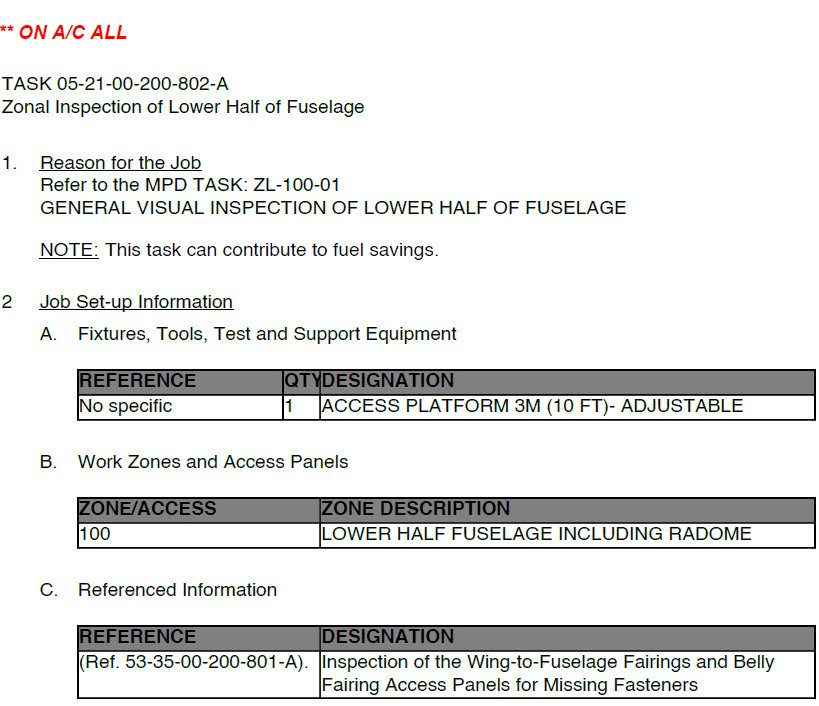 ** ON A/C ALL
TASK 05-21-00-200-802-A
Zonal Inspection of Lower Half of Fuselage
1. Reason for the Job
Refer to the MPD TASK: ZL-100-01
GENERAL VISUAL INSPECTION OF LOWER HALF OF FUSELAGE
NOTE: This task can contribute to fuel savings.
2 Job Set-up Information
A. Fixtures, Tools, Test and Support Equipment
REFERENCE QTY DESIGNATION
No specific 1 ACCESS PLATFORM 3M (10 FT)- ADJUSTABLE
B. Work Zones and Access Panels
ZONE/ACCESS ZONE DESCRIPTION
100 LOWER HALF FUSELAGE INCLUDING RADOME
C. Referenced Information
REFERENCE DESIGNATION
(Ref. 53-35-00-200-801-A). Inspection of the Wing-to-Fuselage Fairings and Belly
Fairing Access Panels for Missing Fasteners